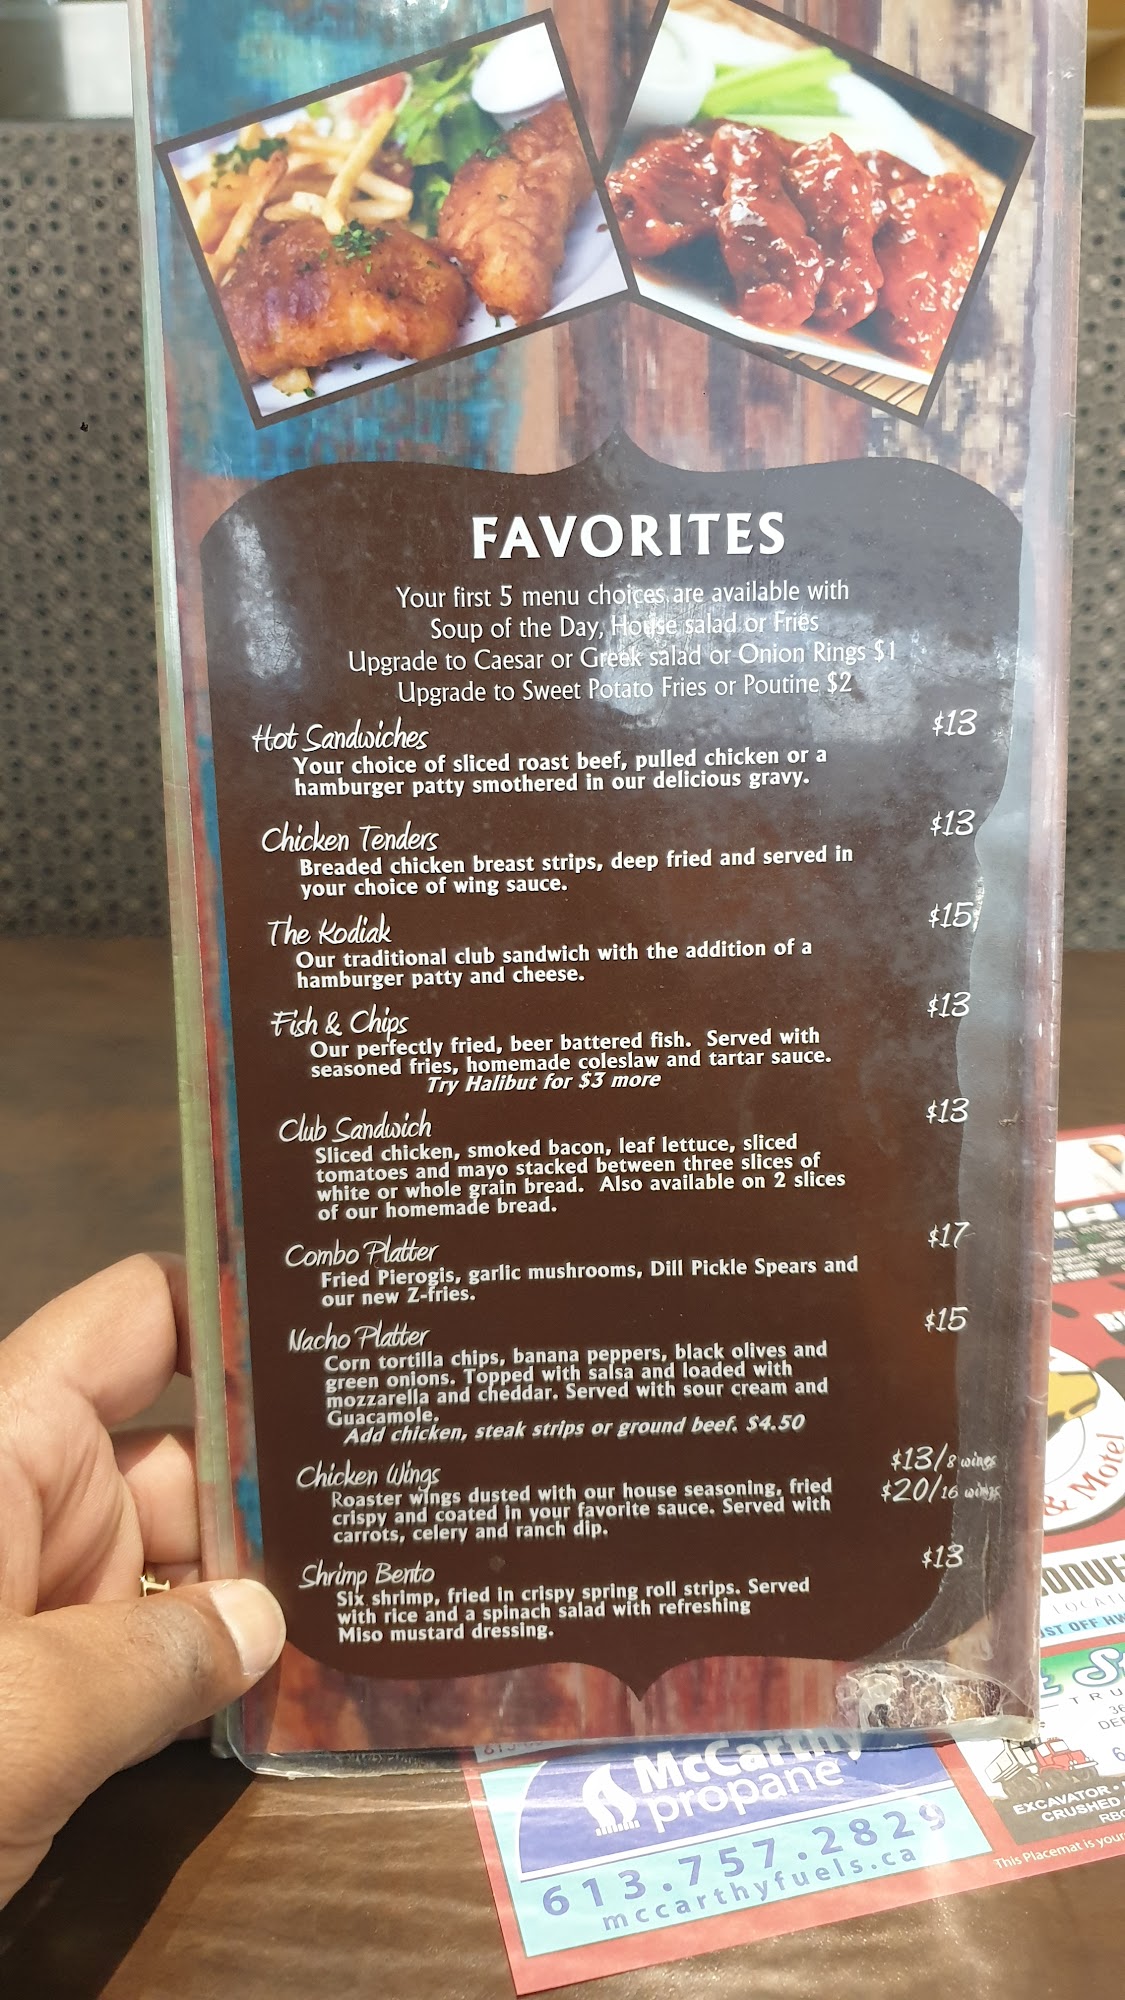 FAVORITES
Your first 5 menu choices are available with
Soup of the Day, House salad or Fries
Upgrade to Caesar or Greek salad or Onion Rings $1
Upgrade to Sweet Potato Fries or Poutine $2
Hot Sandwiches $13
Your choice of sliced roast beef, pulled chicken or a
hamburger patty smothered in our delicious gravy.
Chicken Tenders $13
Breaded chicken breast strips, deep fried and served in
your choice of wing sauce.
The Kodiak $15
Our traditional club sandwich with the addition of a
hamburger patty and cheese.
Fish & Chips $13
Our perfectly fried, beer battered fish. Served with
seasoned fries, homemade coleslaw and tartar sauce.
Try Halibut for $3 more
Club Sandwich $13
Sliced chicken, smoked bacon, leaf lettuce, sliced
tomatoes and mayo stacked between three slices of
white or whole grain bread. Also available on 2 slices
of our homemade bread.
Combo Platter $17
Fried Pierogis, garlic mushrooms, Dill Pickle Spears and
our new Z-fries.
Nacho Platter $15
Corn tortilla chips, banana peppers, black olives and
green onions. Topped with salsa and loaded with
mozzarella and cheddar. Served with sour cream and
Guacamole.
Add chicken, steak strips or ground beef. $4.50
Chicken Wings $13/8 wings
$20/16 wings
Roaster wings dusted with our house seasoning, fried
crispy and coated in your favorite sauce. Served with
carrots, celery and ranch dip.
Shrimp Bento $13
Six shrimp, fried in crispy spring roll strips. Served
with rice and a spinach salad with refreshing
Miso mustard dressing.
McCarthy
propane
613.757.2829
mccarthyfuels.ca
& Motel
OFF HW
TRU
EXCAVATOR
CRUSHED
This Placemat is your